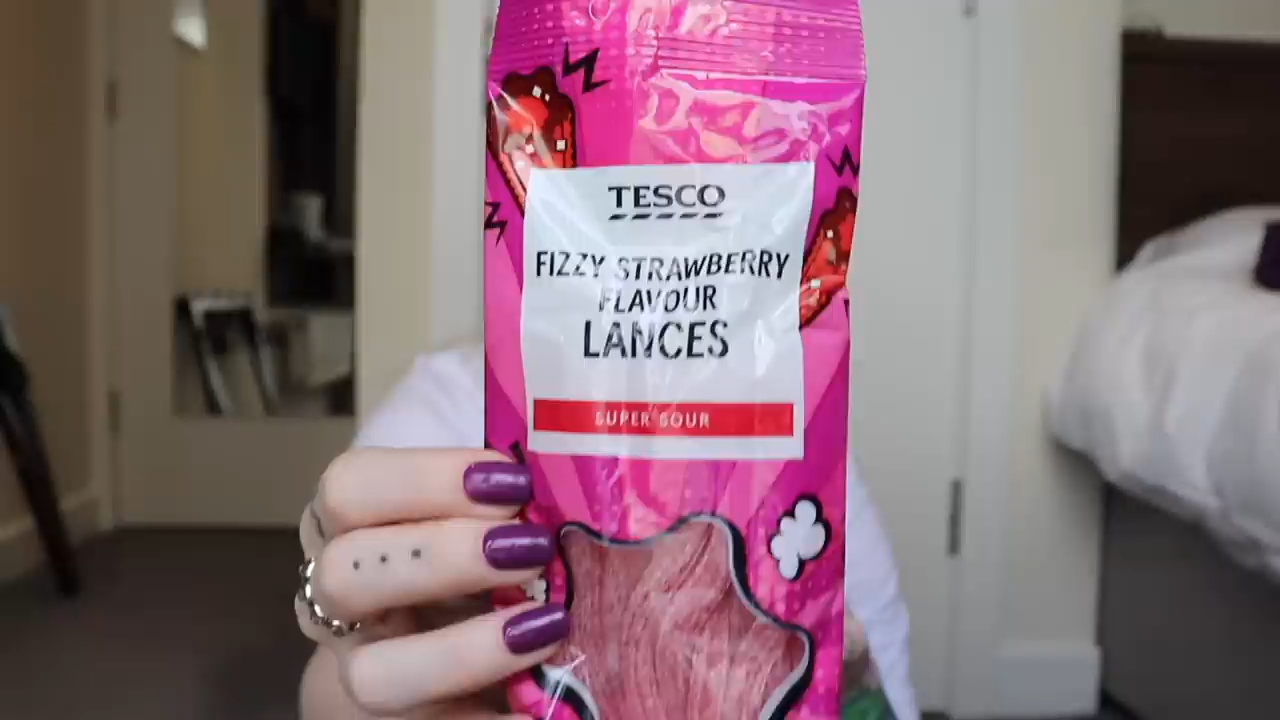 TESCO
FIZZY STRAWBERRY
FLAVOUR
LANCES
SUPER SOUR